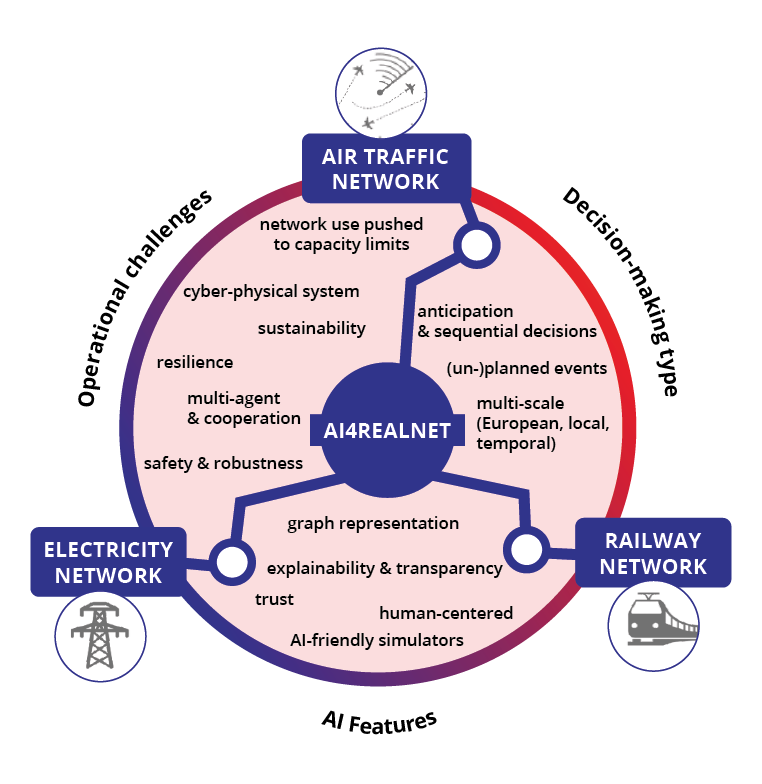 AIR TRAFFIC
NETWORK
Operational challenges
Decision-making type
network use pushed
to capacity limits
cyber-physical system
sustainability
resilience
multi-agent
& cooperation
safety & robustness
anticipation
& sequential decisions
(un-)planned events
multi-scale
(European, local,
temporal)
AI4REALNET
graph representation
explainability & transparency
trust
human-centered
AI-friendly simulators
ELECTRICITY
NETWORK
RAILWAY
NETWORK
AI Features